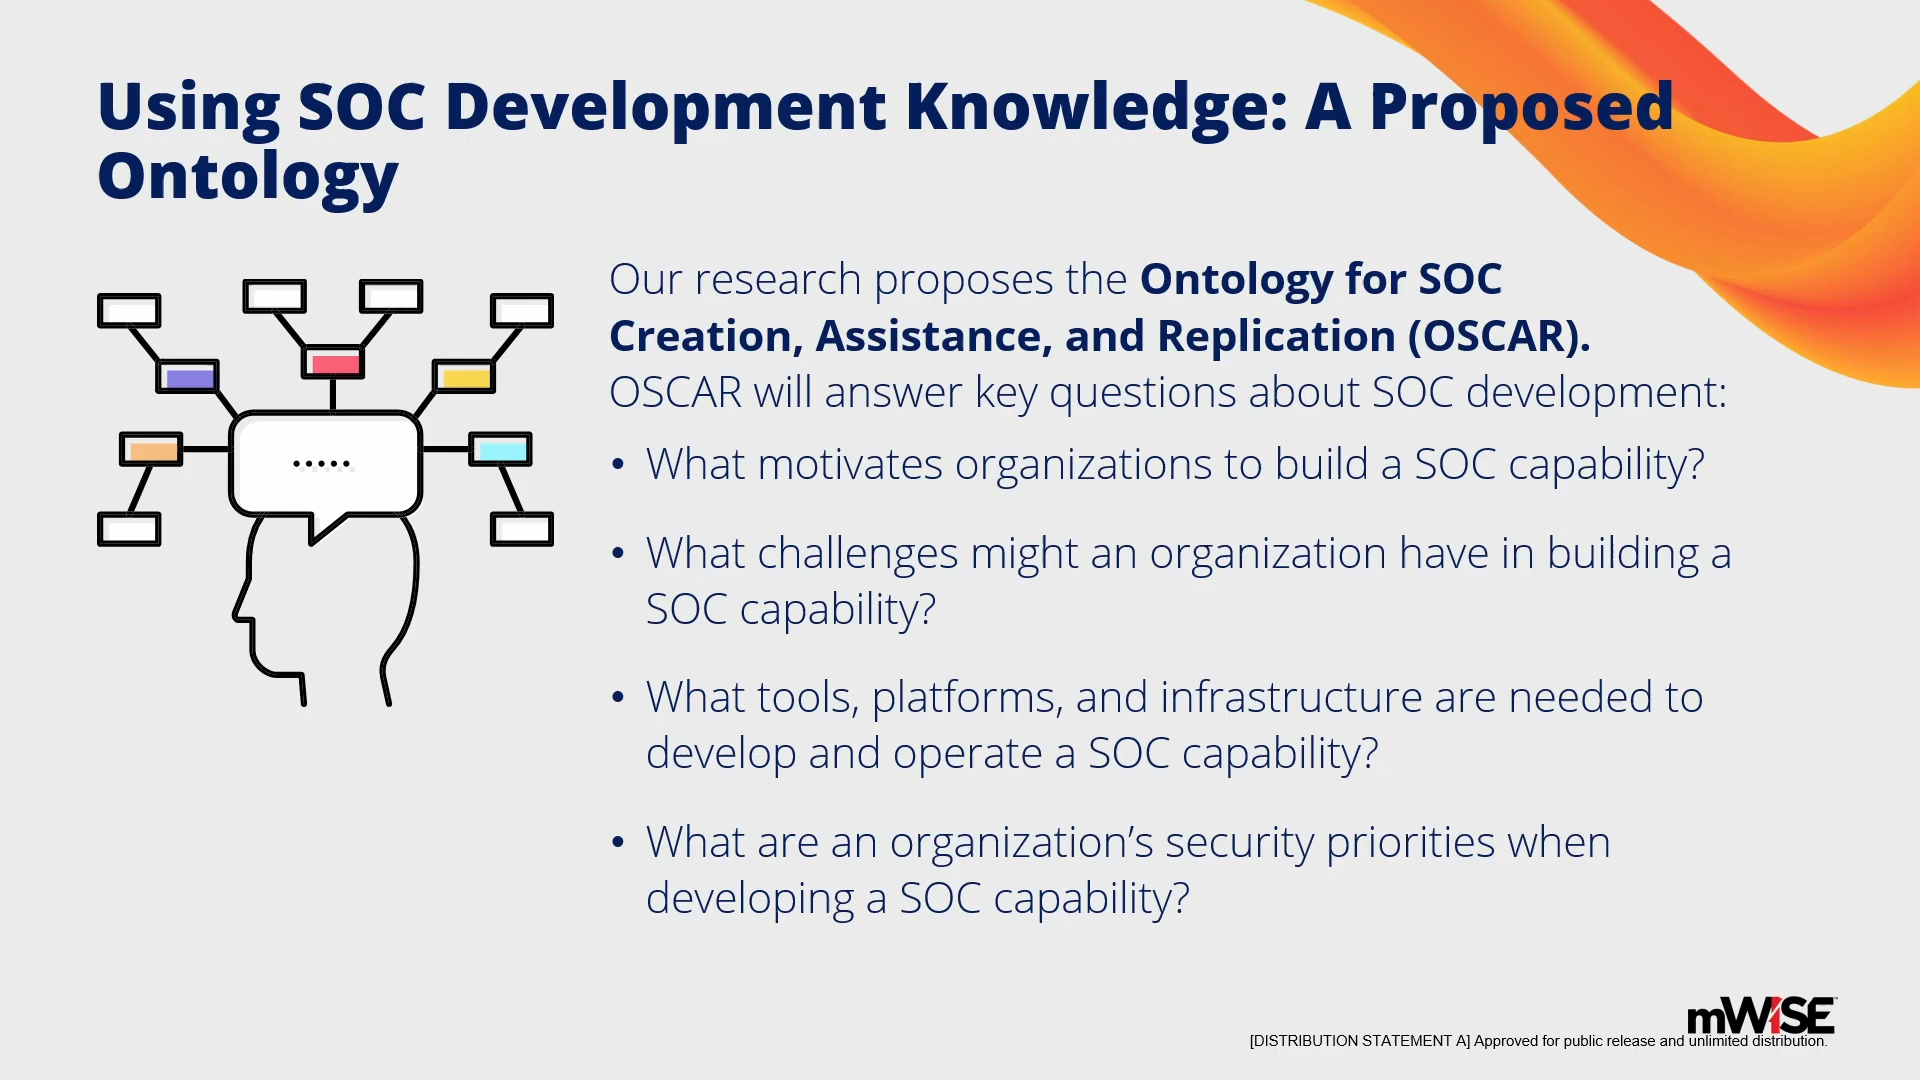 Using SOC Development Knowledge: A Proposed
Ontology
Our research proposes the Ontology for SOC
Creation, Assistance, and Replication (OSCAR).
OSCAR will answer key questions about SOC development:
• What motivates organizations to build a SOC capability?
• What challenges might an organization have in building a
SOC capability?
• What tools, platforms, and infrastructure are needed to
develop and operate a SOC capability?
• What are an organization’s security priorities when
developing a SOC capability?
mWISE
[DISTRIBUTION STATEMENT A] Approved for public release and unlimited distribution.